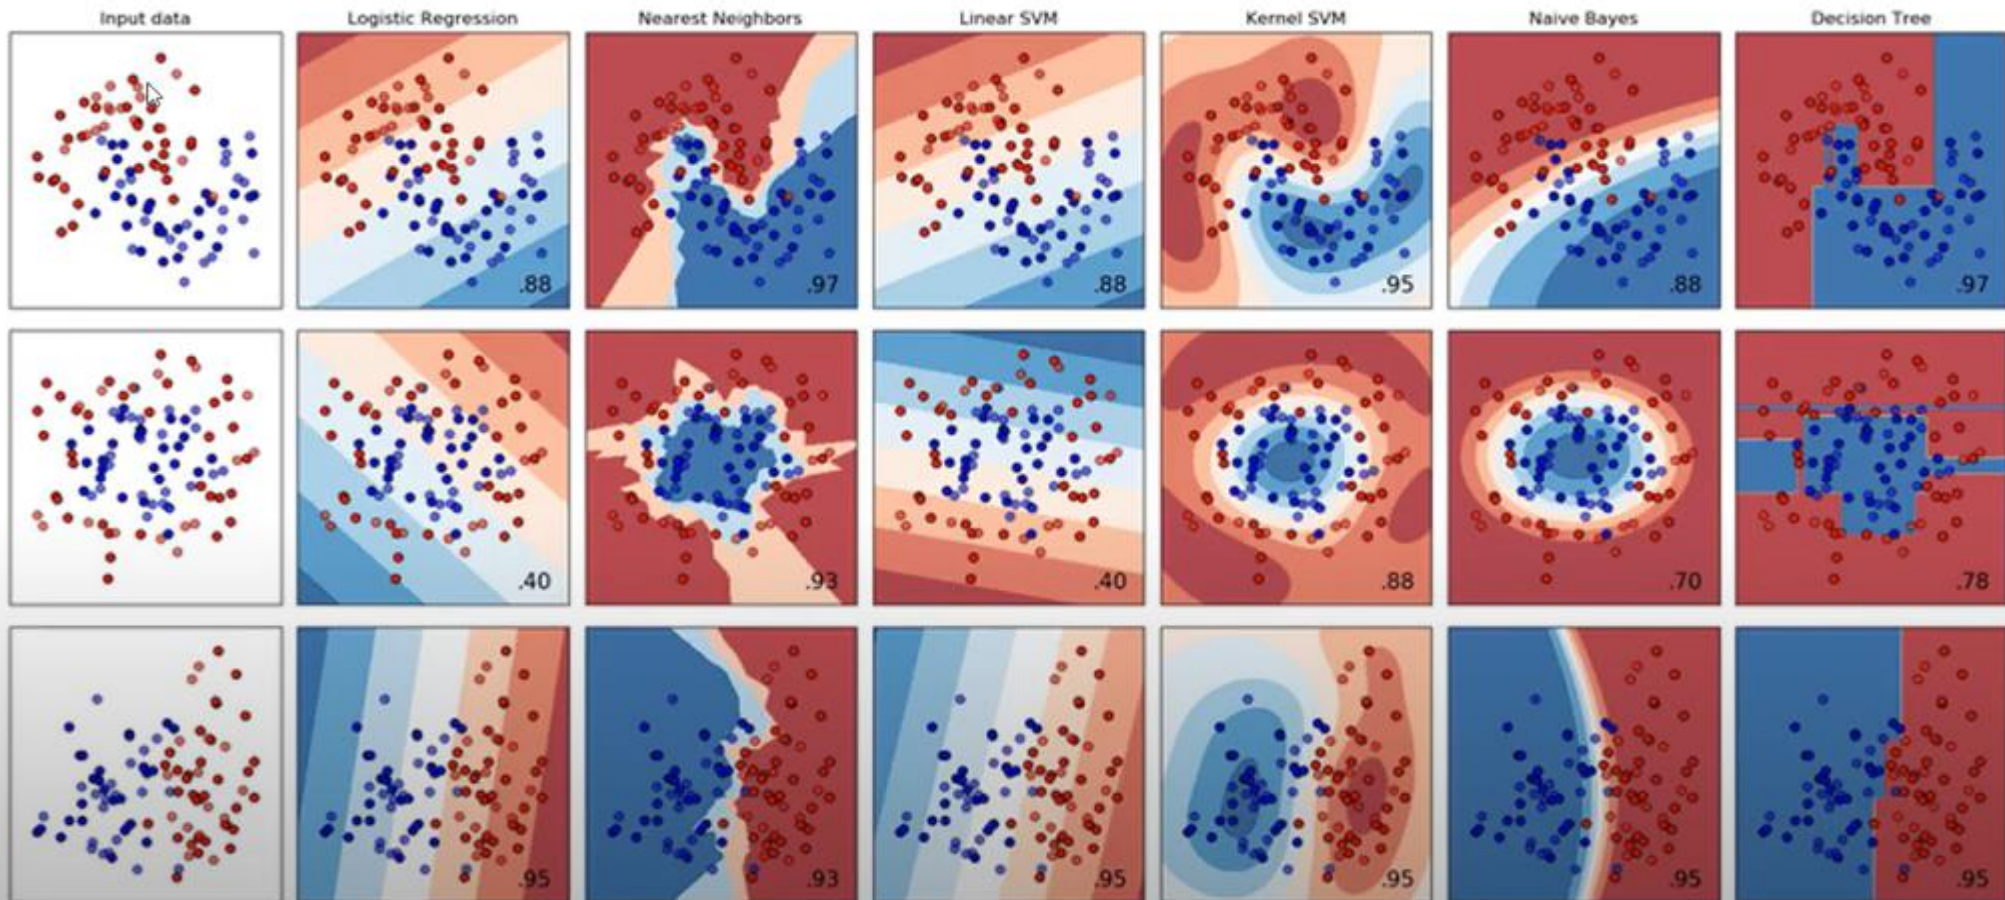 Input data
Logistic Regression
Nearest Neighbors
Linear SVM
Kernel SVM
Naive Bayes
Decision Tree
.88
.97
.88
.95
.88
.97
.40
.93
.40
.88
.70
.78
.95
.93
.95
.95
.95
.95